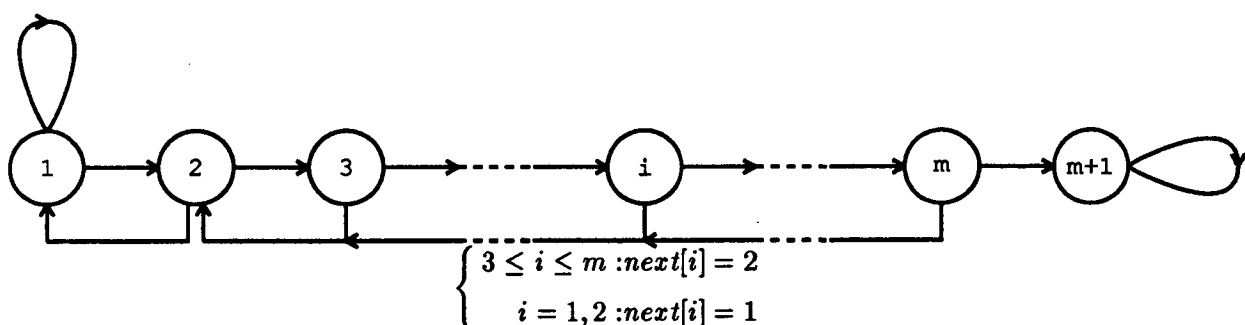 1 2 3 i m m+1
3 ≤ i ≤ m :next[i] = 2
i = 1,2 :next[i] = 1